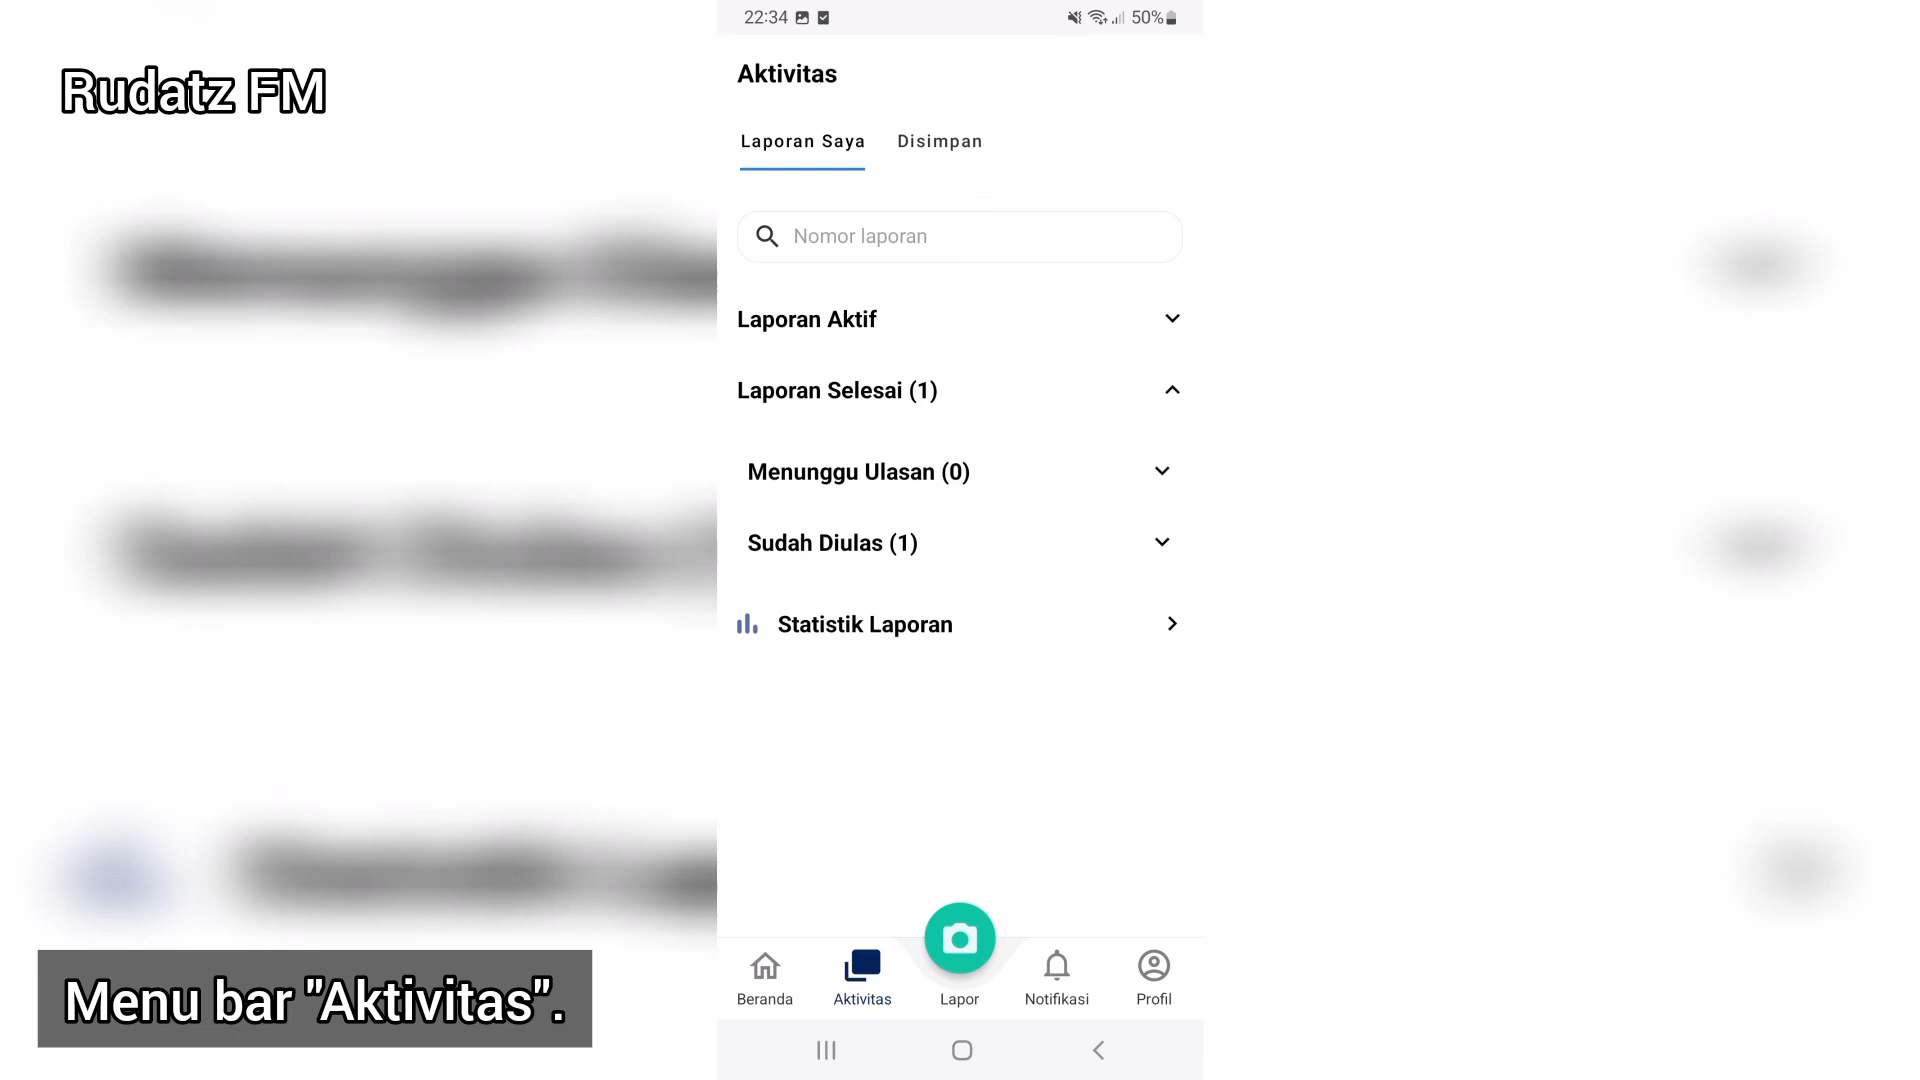 22:34
50%
Rudatz FM
Aktivitas
Laporan Saya
Disimpan
Nomor laporan
Laporan Aktif
Laporan Selesai (1)
Menunggu Ulasan (0)
Sudah Diulas (1)
Statistik Laporan
Beranda
Aktivitas
Lapor
Notifikasi
Profil
Menu bar "Aktivitas".